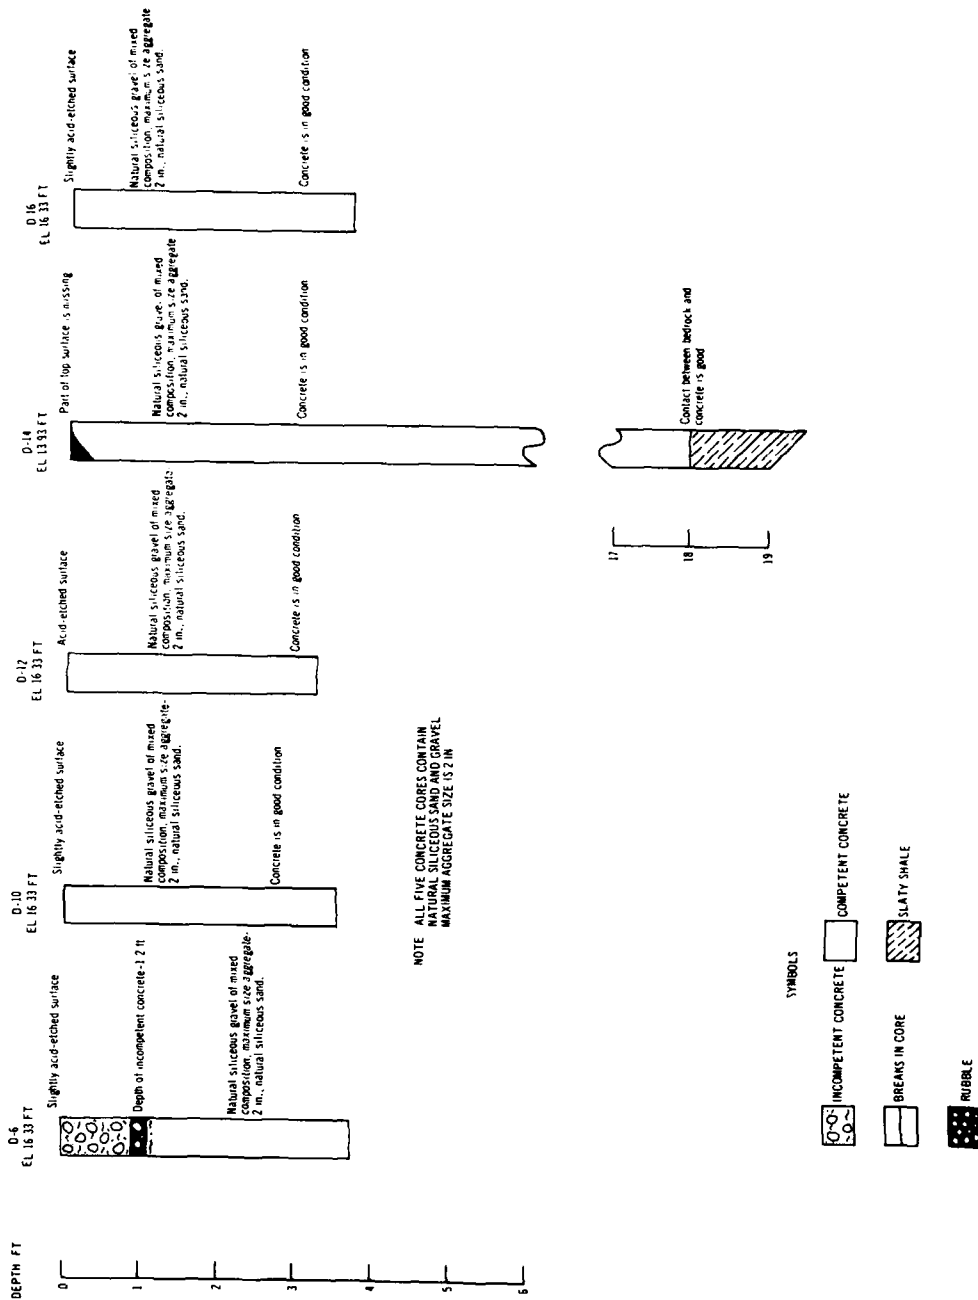 DEPTH FT
0
1
2
3
4
5
6
D-6
EL 16 33 FT
Slightly acid-etched surface
Depth of incompetent concrete-1 2 ft
Natural siliceous gravel of mixed
composition, maximum size aggregate-
2 in., natural siliceous sand.
D-10
EL 16 33 FT
Slightly acid-etched surface
Natural siliceous gravel of mixed
composition, maximum size aggregate-
2 in., natural siliceous sand.
Concrete is in good condition
D-12
EL 16 33 FT
Acid-etched surface
Natural siliceous gravel of mixed
composition, maximum size aggregate-
2 in., natural siliceous sand.
Concrete is in good condition
D-14
EL 13 93 FT
Part of top surface is missing
Natural siliceous gravel of mixed
composition, maximum size aggregate
2 in., natural siliceous sand.
Concrete is in good condition
17
18
19
Contact between bedrock and
concrete is good
D 16
EL 16 33 FT
Slightly acid-etched surface
Natural siliceous gravel of mixed
composition, maximum size aggregate
2 in., natural siliceous sand.
Concrete is in good condition
NOTE ALL FIVE CONCRETE CORES CONTAIN
NATURAL SILICEOUS SAND AND GRAVEL
MAXIMUM AGGREGATE SIZE IS 2 IN
SYMBOLS
INCOMPETENT CONCRETE
COMPETENT CONCRETE
BREAKS IN CORE
SLATY SHALE
RUBBLE